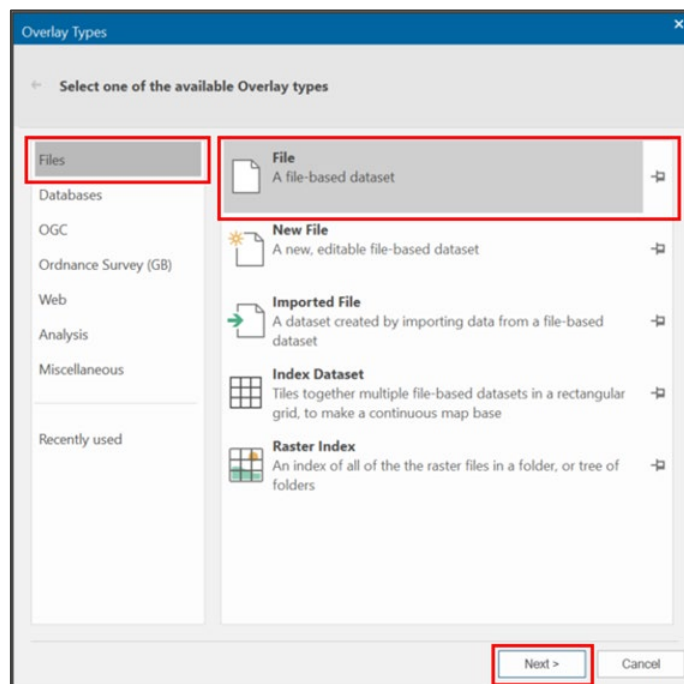 Overlay Types
Select one of the available Overlay types
Files
Databases
OGC
Ordnance Survey (GB)
Web
Analysis
Miscellaneous
Recently used
File
A file-based dataset
New File
A new, editable file-based dataset
Imported File
A dataset created by importing data from a file-based
dataset
Index Dataset
Tiles together multiple file-based datasets in a rectangular
grid, to make a continuous map base
Raster Index
An index of all of the the raster files in a folder, or tree of
folders
Next >
Cancel